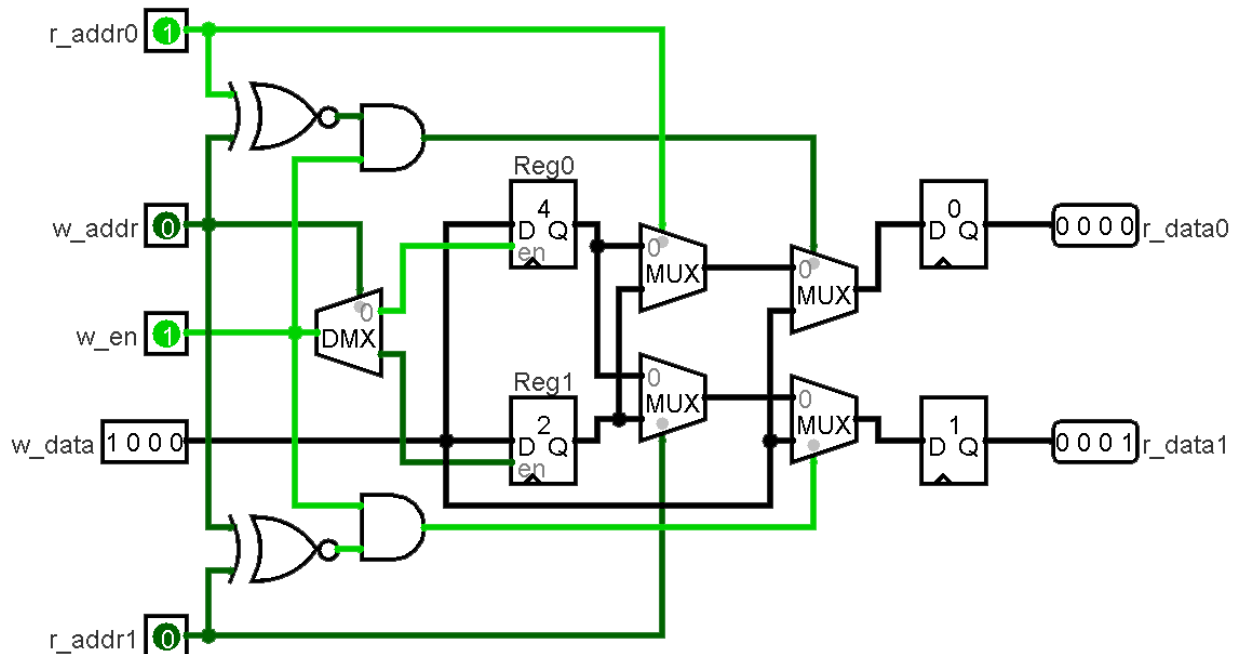 r_addr0 1
Reg0
4
D Q
en
0
MUX
0
MUX
0
D Q
0 0 0 0 r_data0
w_addr 0
w_en 1
0
DMX
Reg1
2
D Q
en
0
MUX
0
MUX
1
D Q
0 0 0 1 r_data1
w_data 1 0 0 0
r_addr1 0